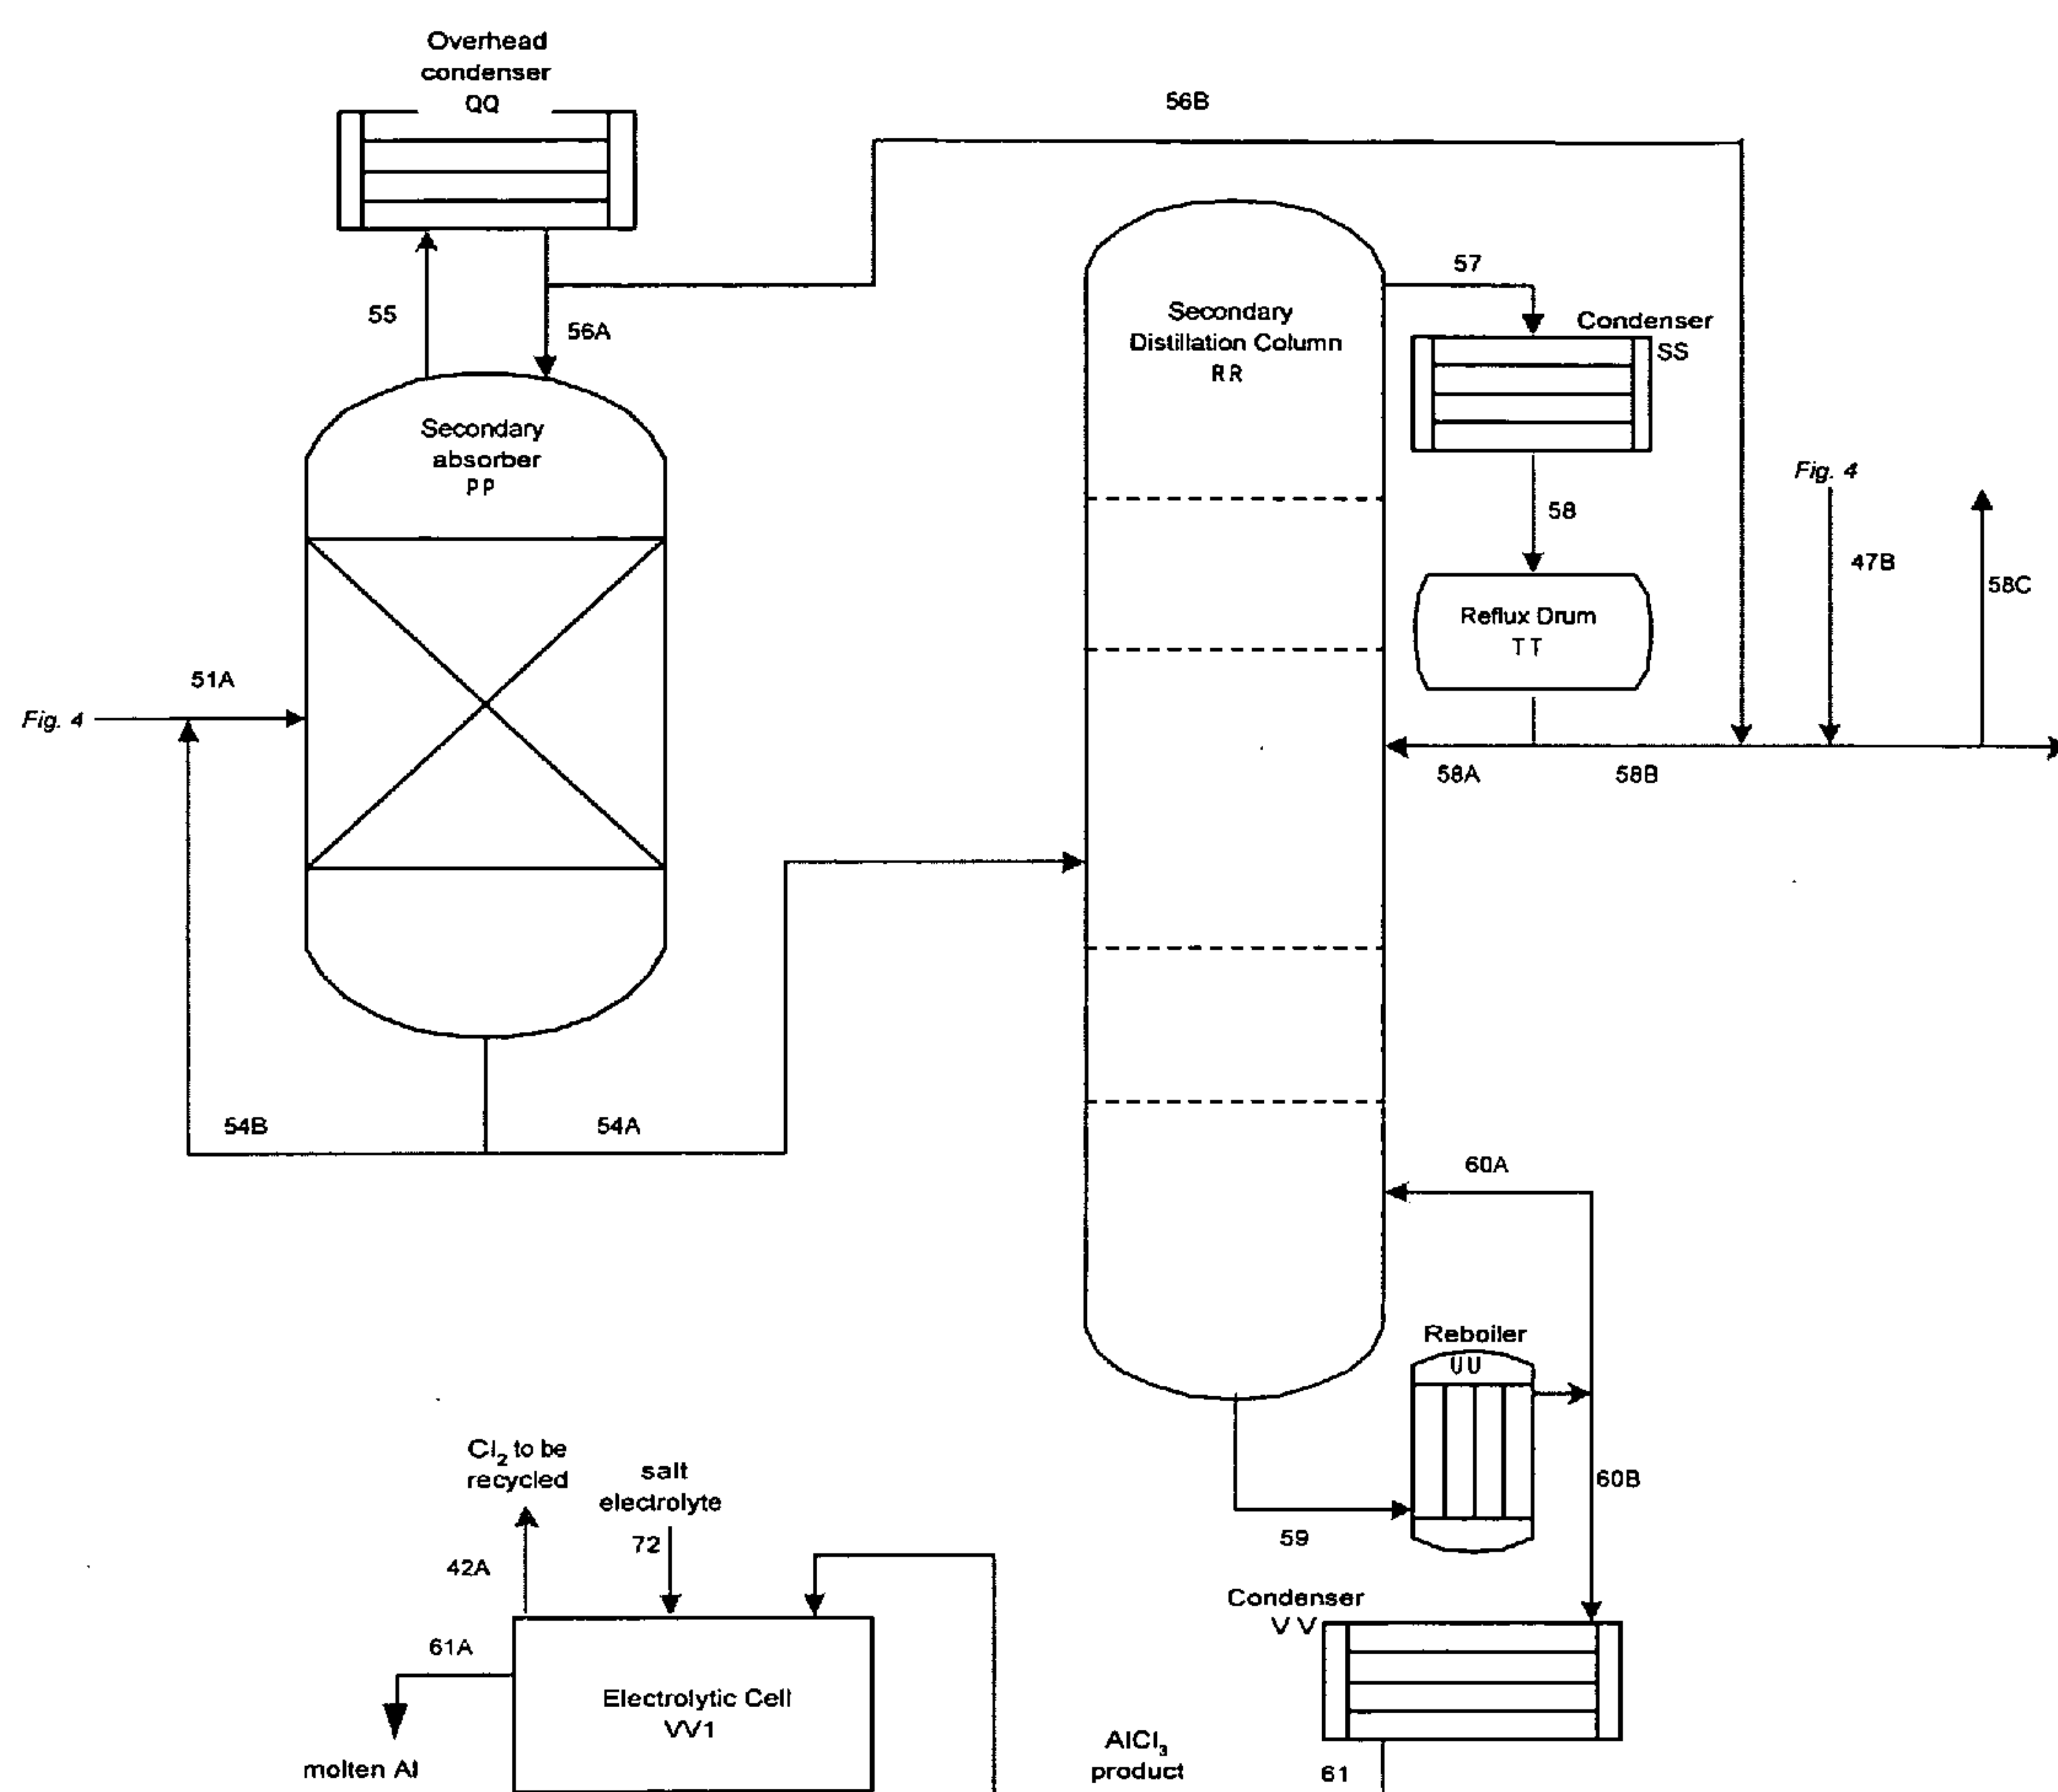 Overhead
condenser
QQ
56B
55
56A
57
Secondary
Distillation Column
RR
Condenser
SS
Secondary
absorber
PP
Fig. 4
58
47B
58C
Reflux Drum
TT
51A
Fig. 4
58A
58B
54B
54A
60A
Reboiler
UU
Cl₂ to be
recycled
salt
electrolyte
72
60B
59
42A
Condenser
VV
61A
Electrolytic Cell
VV1
AlCl₃
product
molten Al
61